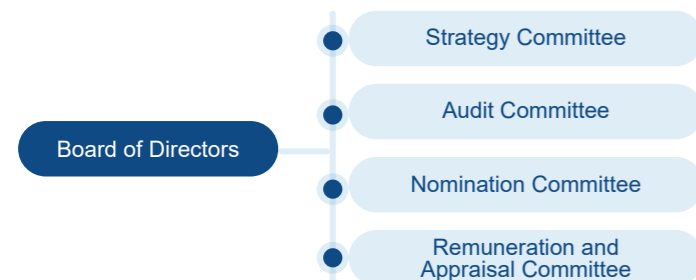 Strategy Committee
Audit Committee
Board of Directors
Nomination Committee
Remuneration and
Appraisal Committee